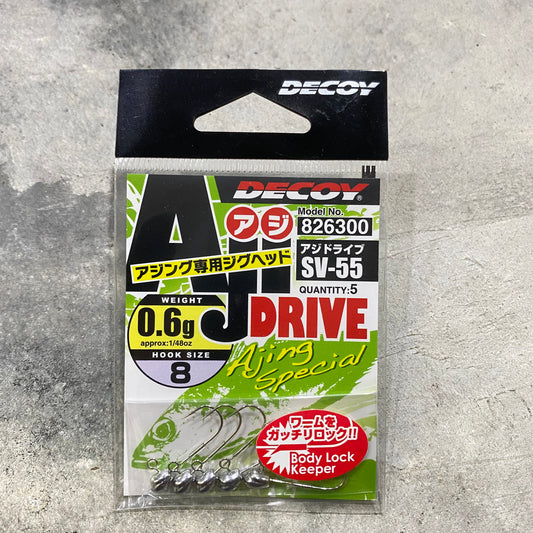 DECOY
DECOY®
Aji
アジ
Model No.
826300
アジング専用ジグヘッド
アジドライブ
SV-55
QUANTITY:5
WEIGHT
0.6g
approx:1/48oz
HOOK SIZE
8
DRIVE
Ajing
Special
ワームを
ガッチリロック!!
Body Lock
Keeper